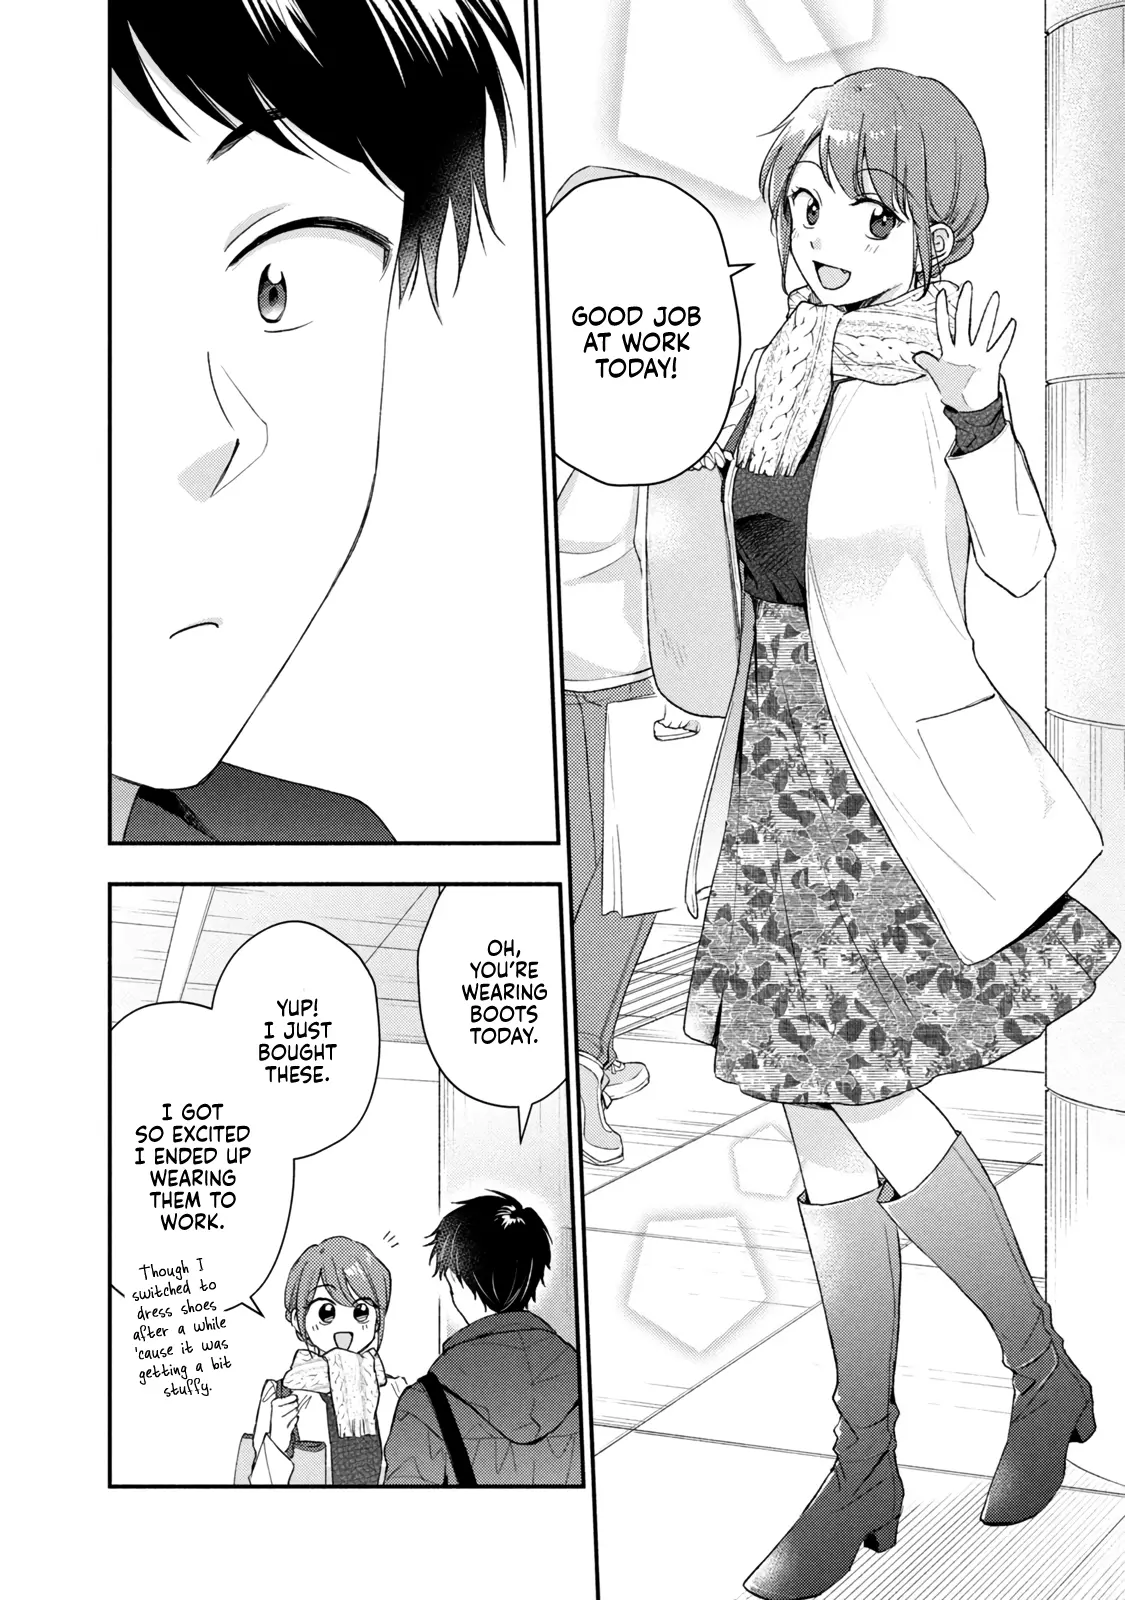 GOOD JOB
AT WORK
TODAY!
OH,
YOU'RE
WEARING
BOOTS
TODAY.
YUP!
I JUST
BOUGHT
THESE.
I GOT
SO EXCITED
I ENDED UP
WEARING
THEM TO
WORK.
Though I
switched to
dress shoes
after a while
'cause it was
getting a bit
stuffy.